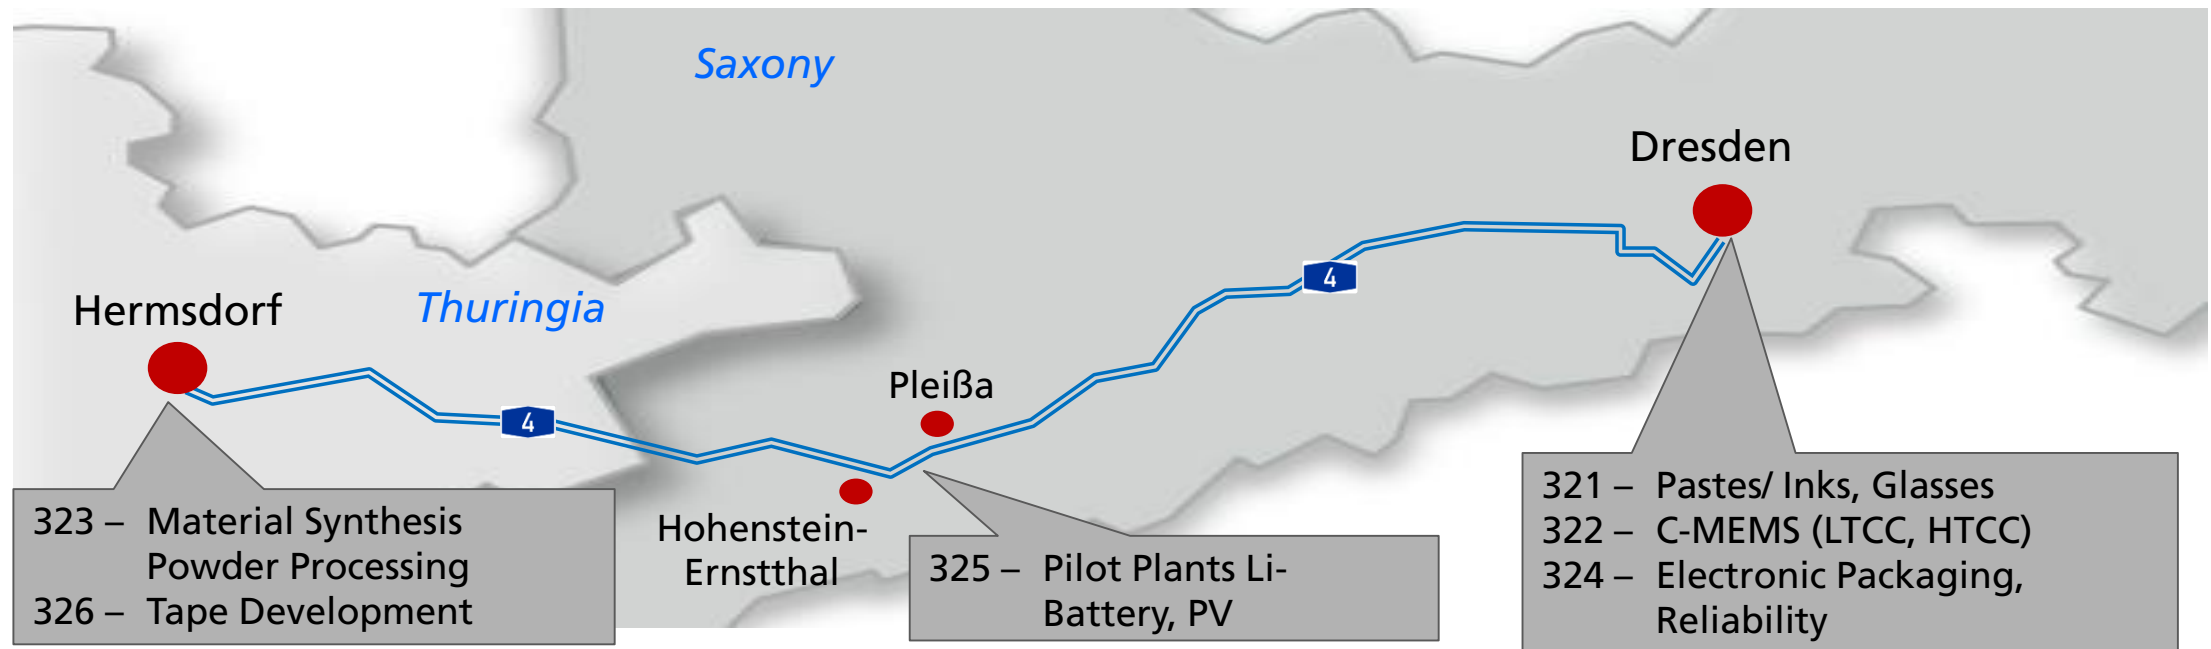 Saxony
Dresden
Hermsdorf
Thuringia
4
Pleißa
4
Hohenstein-
Ernstthal
323 – Material Synthesis
Powder Processing
326 – Tape Development
325 – Pilot Plants Li-
Battery, PV
321 – Pastes/ Inks, Glasses
322 – C-MEMS (LTCC, HTCC)
324 – Electronic Packaging,
Reliability